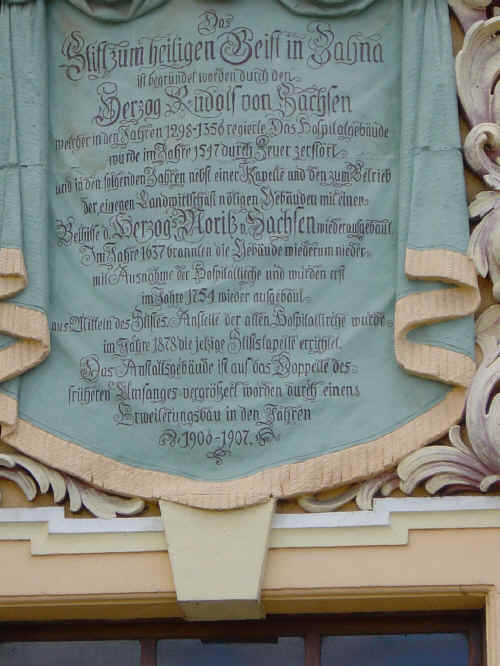 Das
Stift zum heiligen Geist in Zahna
ist begründet worden durch den
Herzog Rudolf von Sachsen
welcher in den Jahren 1298-1356 regierte. Das Hospitalgebäude
wurde im Jahre 1547 durch Feuer zerstört
und in den folgenden Jahren nebst einer Kapelle und den zum Betrieb
der eigenen Landwirtschaft nötigen Gebäuden mit einer
Beihilfe d. Herzog Moritz v. Sachsen wiederaufgebaut
Im Jahre 1637 brannten die Gebäude wiederum nieder
mit Ausnahme der Hospitalkirche und wurden erst
im Jahre 1754 wieder aufgebaut
aus Mitteln des Stiftes. Anstelle der alten Hospitalkirche wurde
im Jahre 1878 die jetzige Stiftskapelle errichtet.
Das Anstaltsgebäude ist auf das Doppelte des
früheren Umfanges vergrößert worden durch einen
Erweiterungsbau in den Jahren
1906-1907.